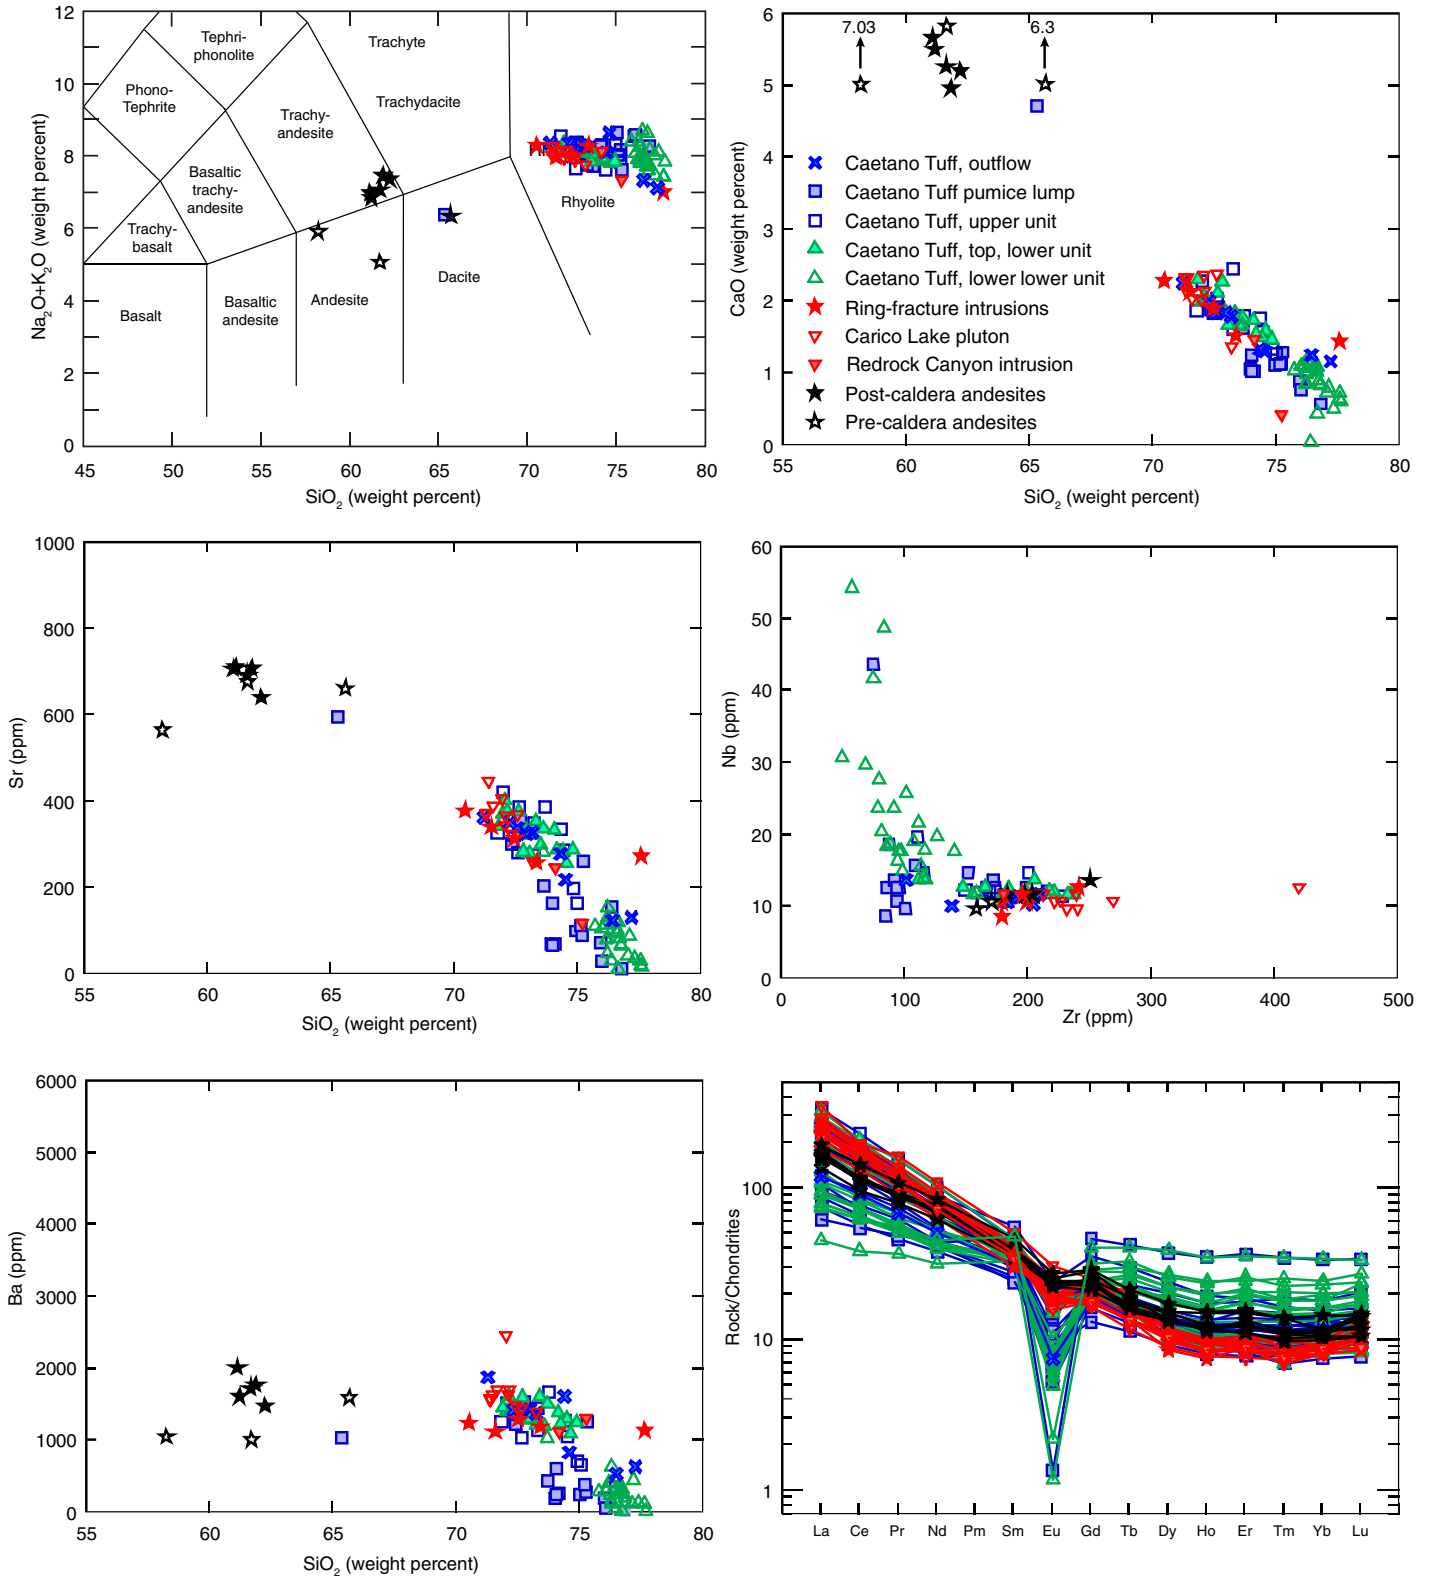 12
10
8
6
4
2
0
Na2O+K2O (weight percent)
Tephri-
phonolite
Trachyte
Phono-
Tephrite
Trachydacite
Trachy-
andesite
Basaltic
trachy-
andesite
Rhyolite
Trachy-
basalt
Dacite
Basalt
Basaltic
andesite
Andesite
45 50 55 60 65 70 75 80
SiO2 (weight percent)
6
5
4
3
2
1
0
CaO (weight percent)
7.03 6.3
Caetano Tuff, outflow
Caetano Tuff pumice lump
Caetano Tuff, upper unit
Caetano Tuff, top, lower unit
Caetano Tuff, lower lower unit
Ring-fracture intrusions
Carico Lake pluton
Redrock Canyon intrusion
Post-caldera andesites
Pre-caldera andesites
55 60 65 70 75 80
SiO2 (weight percent)
1000
800
600
400
200
0
Sr (ppm)
55 60 65 70 75 80
SiO2 (weight percent)
60
50
40
30
20
10
0
Nb (ppm)
0 100 200 300 400 500
Zr (ppm)
6000
5000
4000
3000
2000
1000
0
Ba (ppm)
55 60 65 70 75 80
SiO2 (weight percent)
100
10
1
Rock/Chondrites
La Ce Pr Nd Pm Sm Eu Gd Tb Dy Ho Er Tm Yb Lu